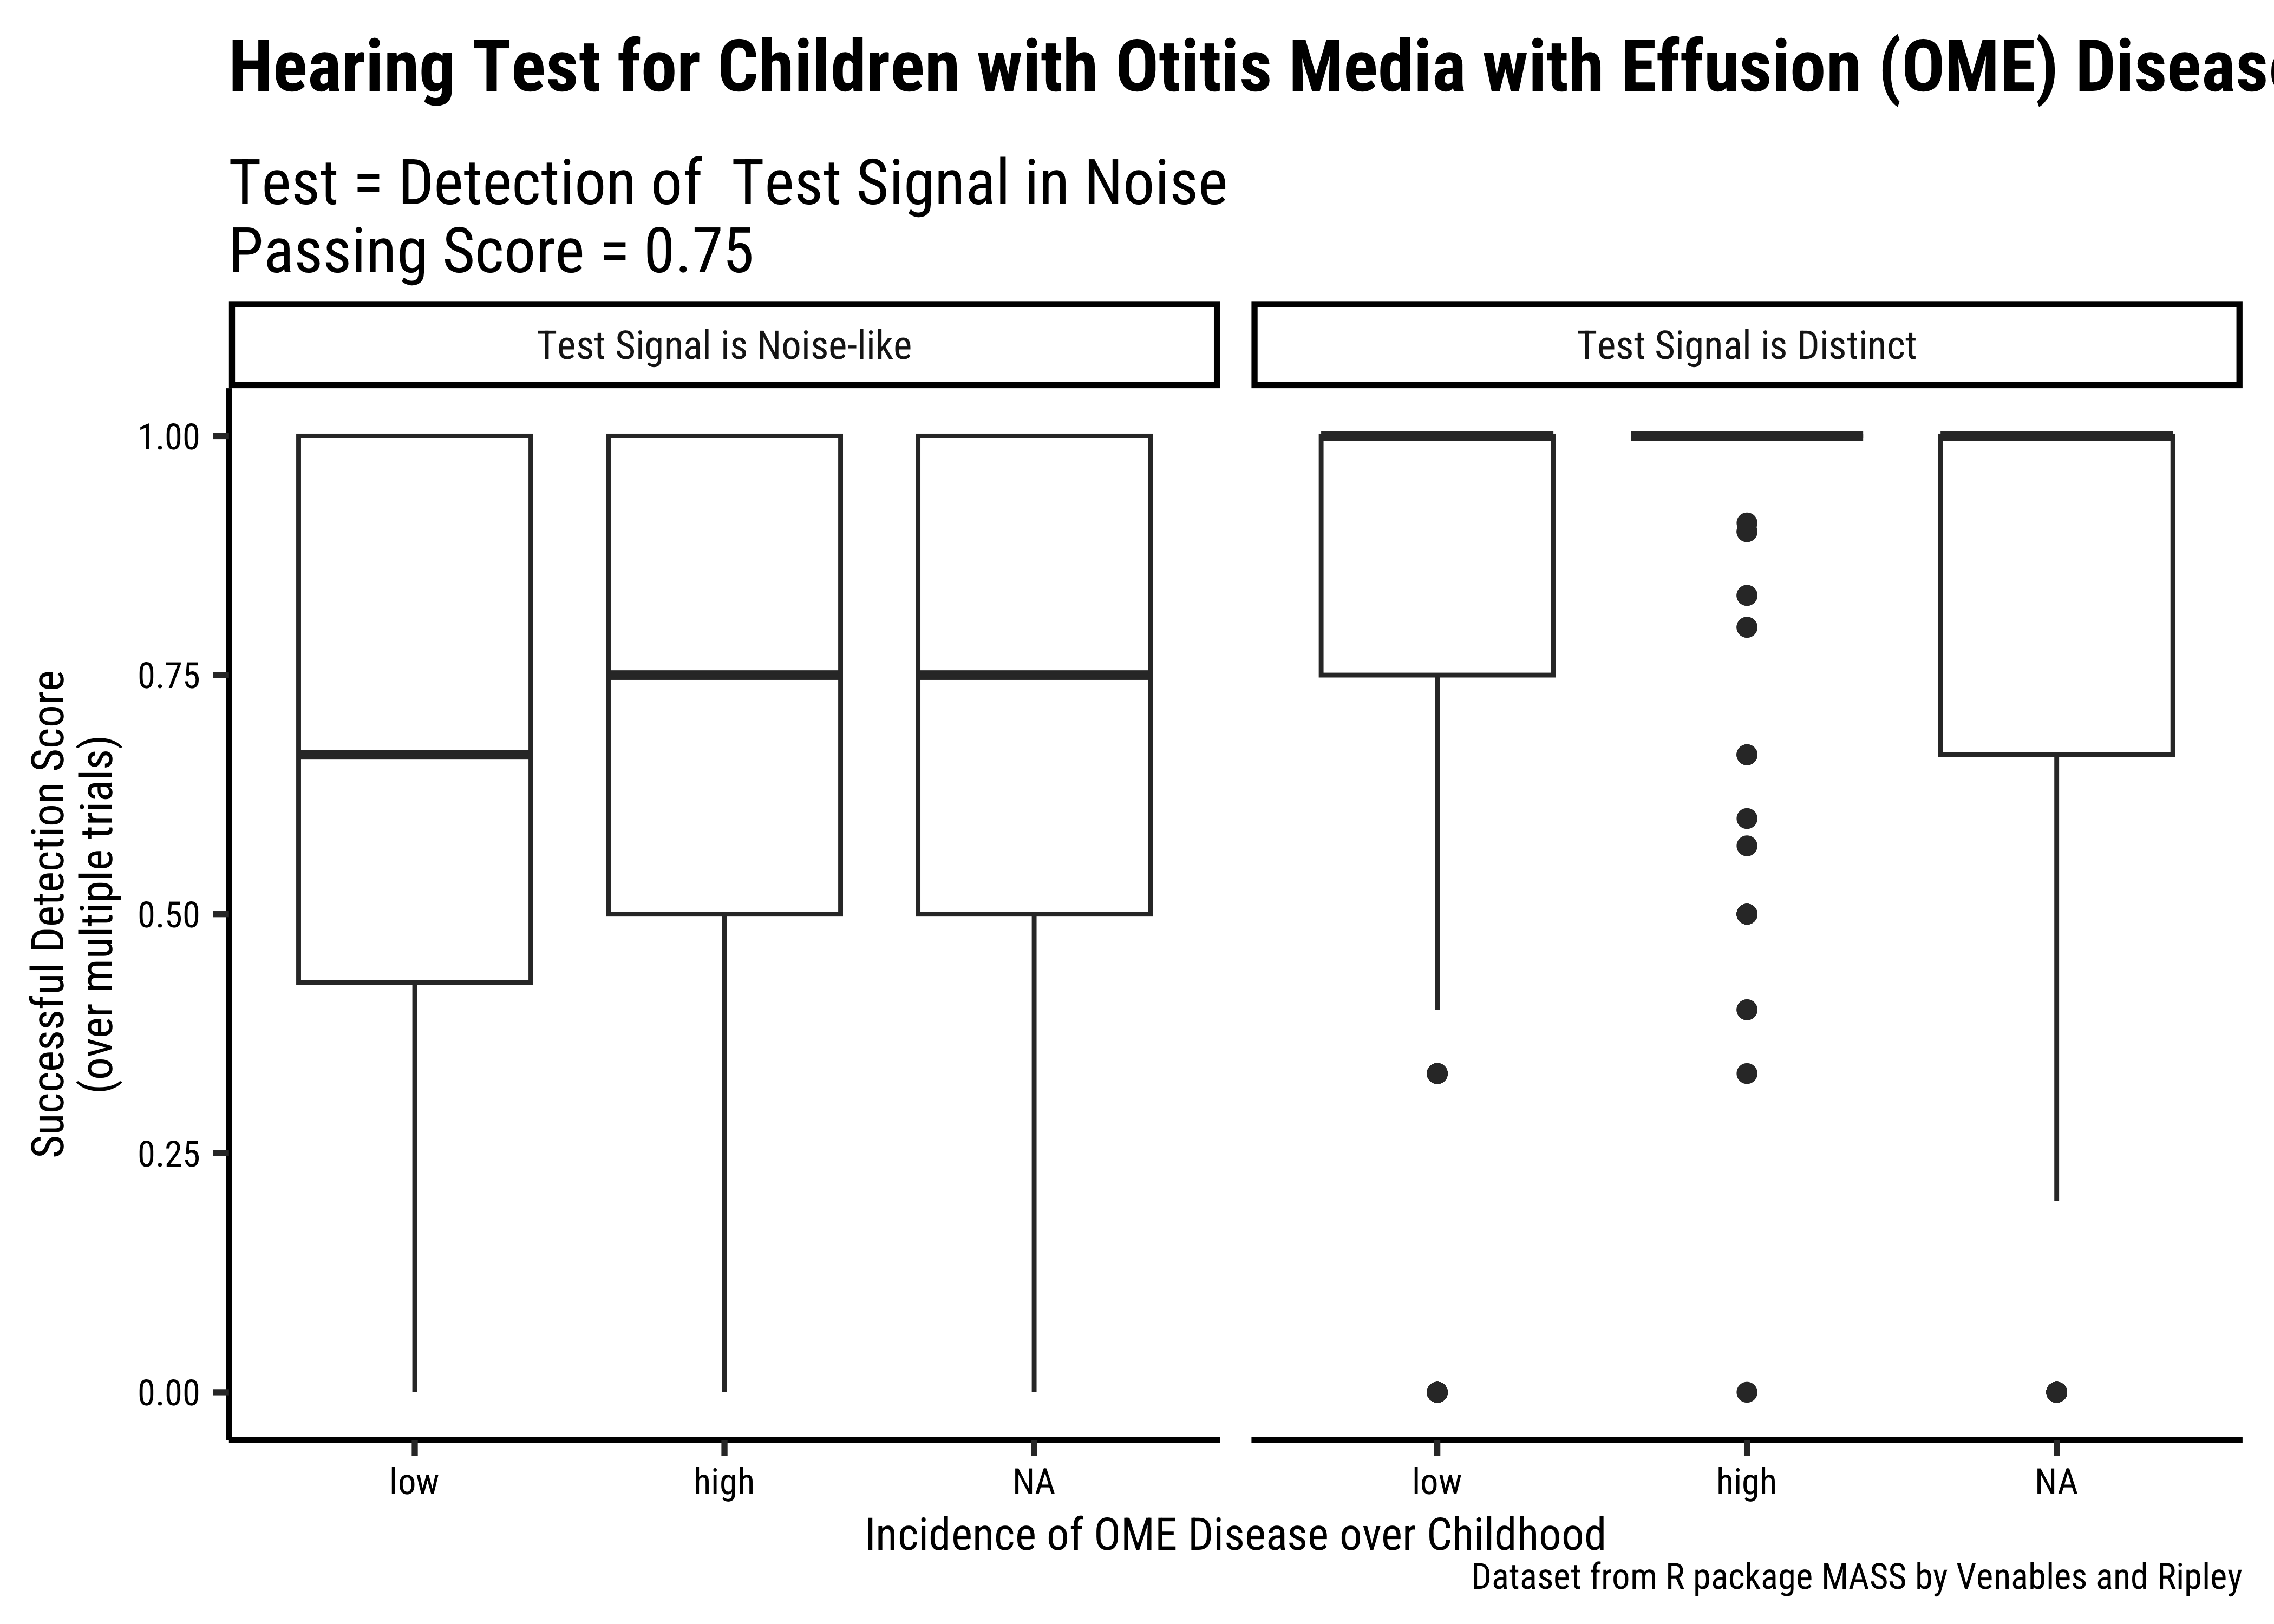 Hearing Test for Children with Otitis Media with Effusion (OME) Disease
Test = Detection of  Test Signal in Noise
Passing Score = 0.75
Test Signal is Noise-like
Test Signal is Distinct
Successful Detection Score
(over multiple trials)
1.00
0.75
0.50
0.25
0.00
low
high
NA
low
high
NA
Incidence of OME Disease over Childhood
Dataset from R package MASS by Venables and Ripley